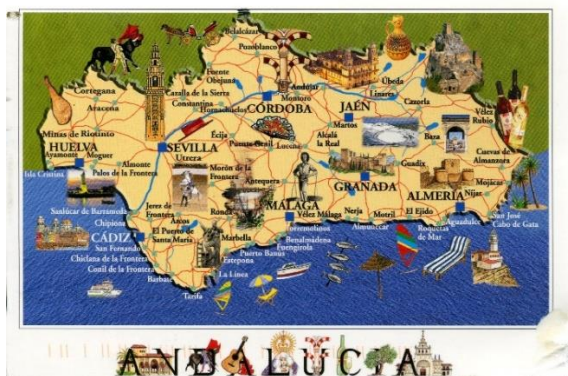 Belalcázar
Pozoblanco
Fuente
Obejuna
Andújar
Montoro
Linares
Úbeda
Cazorla
Cortegana
Aracena
Cazalla de la Sierra
Constantina
Hornachuelos
CÓRDOBA
JAÉN
Martos
Vélez
Rubio
Minas de Riotinto
HUELVA
Ayamonte
Moguer
Isla Cristina
Palos de la Frontera
Almonte
SEVILLA
Utrera
Écija
Puente Genil
Lucena
Alcalá
la Real
Baza
Cuevas de
Almanzora
Morón de la
Frontera
Antequera
Guadix
GRANADA
ALMERÍA
Mojácar
Níjar
Sanlúcar de Barrameda
Chipiona
Jerez de
Frontera
Arcos
Ronda
MÁLAGA
Vélez Málaga
Nerja
Motril
El Ejido
Aguadulce
San José
Cabo de Gata
CÁDIZ
El Puerto de
Santa María
San Fernando
Chiclana de la Frontera
Conil de la Frontera
Barbate
Tarifa
Marbella
Torremolinos
Benalmádena
Fuengirola
Puerto Banus
Estepona
La Línea
Almuñécar
Roquetas
de Mar
ANDALUCIA